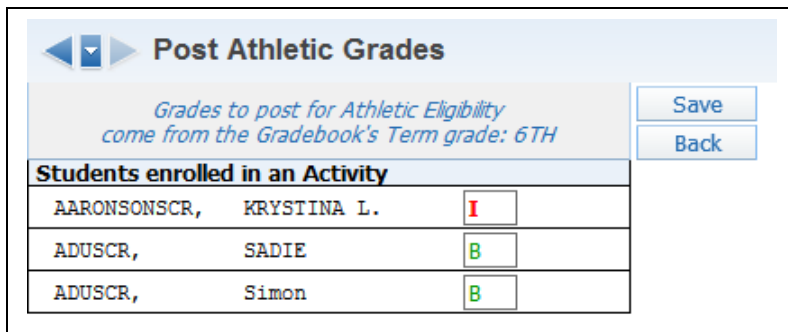 Post Athletic Grades
Grades to post for Athletic Eligibility
come from the Gradebook's Term grade: 6TH
Save
Back
Students enrolled in an Activity
AARONSONSCR, KRYSTINA L. I
ADUSCR, SADIE B
ADUSCR, Simon B